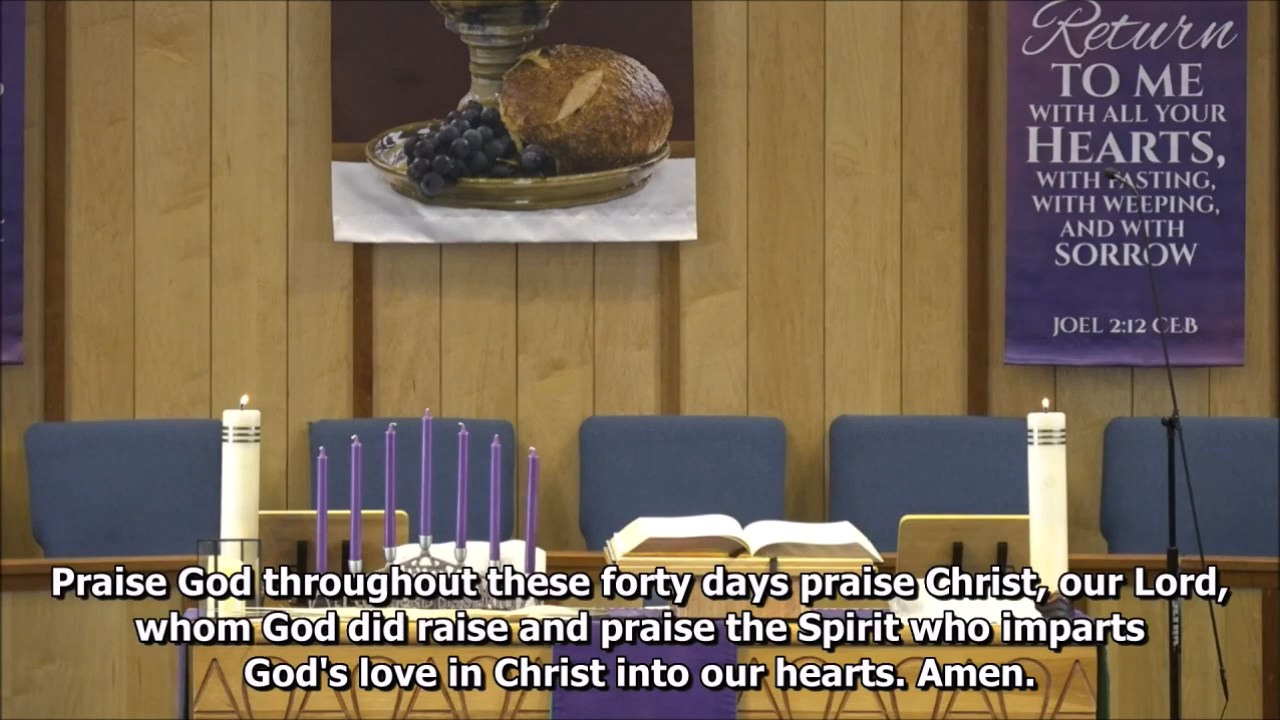 Return
TO ME
WITH ALL YOUR
HEARTS,
WITH FASTING,
WITH WEEPING,
AND WITH
SORROW
JOEL 2:12 CEB
Praise God throughout these forty days praise Christ, our Lord,
whom God did raise and praise the Spirit who imparts
God's love in Christ into our hearts. Amen.